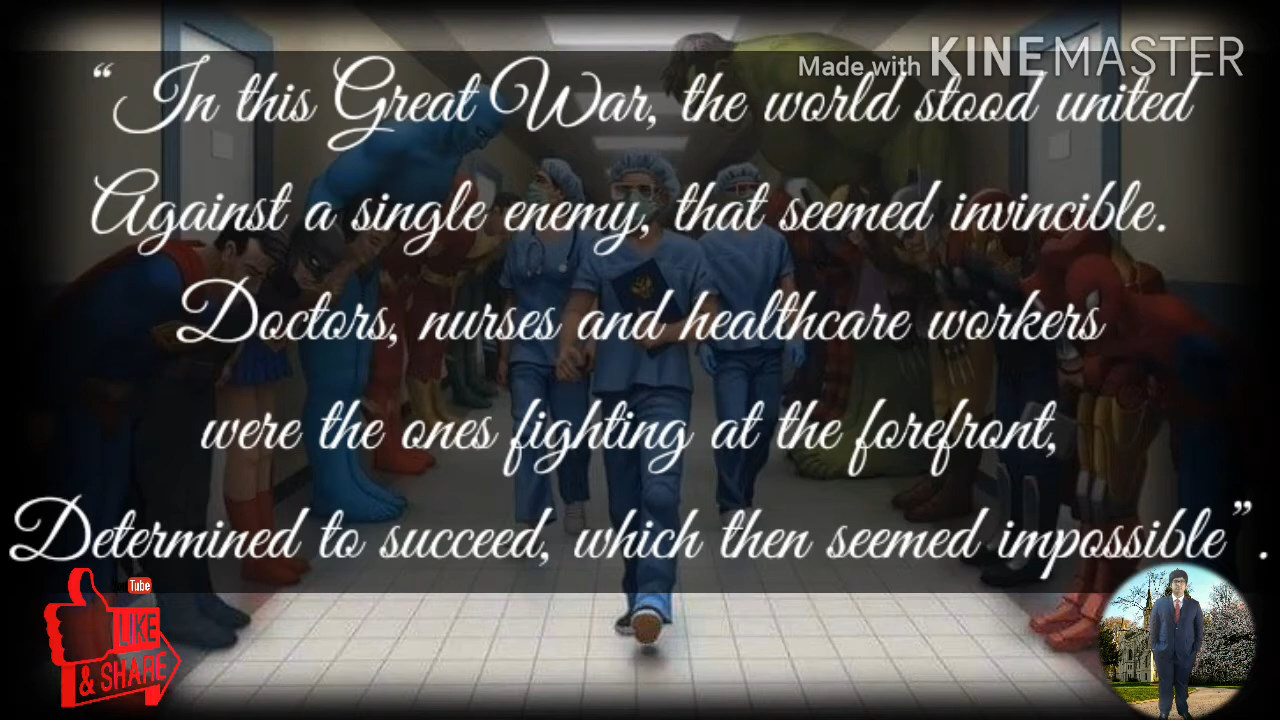 Made with KINEMASTER
“In this Great War, the world stood united
Against a single enemy, that seemed invincible.
Doctors, nurses and healthcare workers
were the ones fighting at the forefront,
Determined to succeed, which then seemed impossible”.
Tube
LIKE
& SHARE